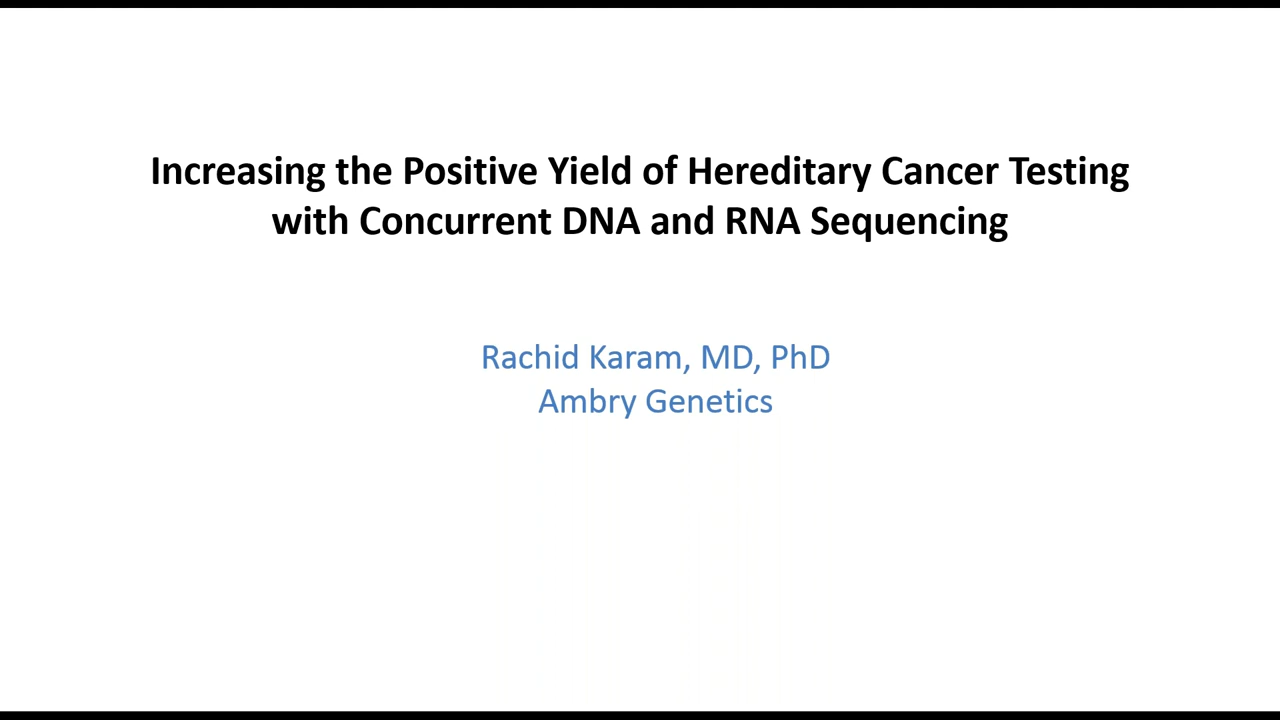 Increasing the Positive Yield of Hereditary Cancer Testing
with Concurrent DNA and RNA Sequencing
Rachid Karam, MD, PhD
Ambry Genetics